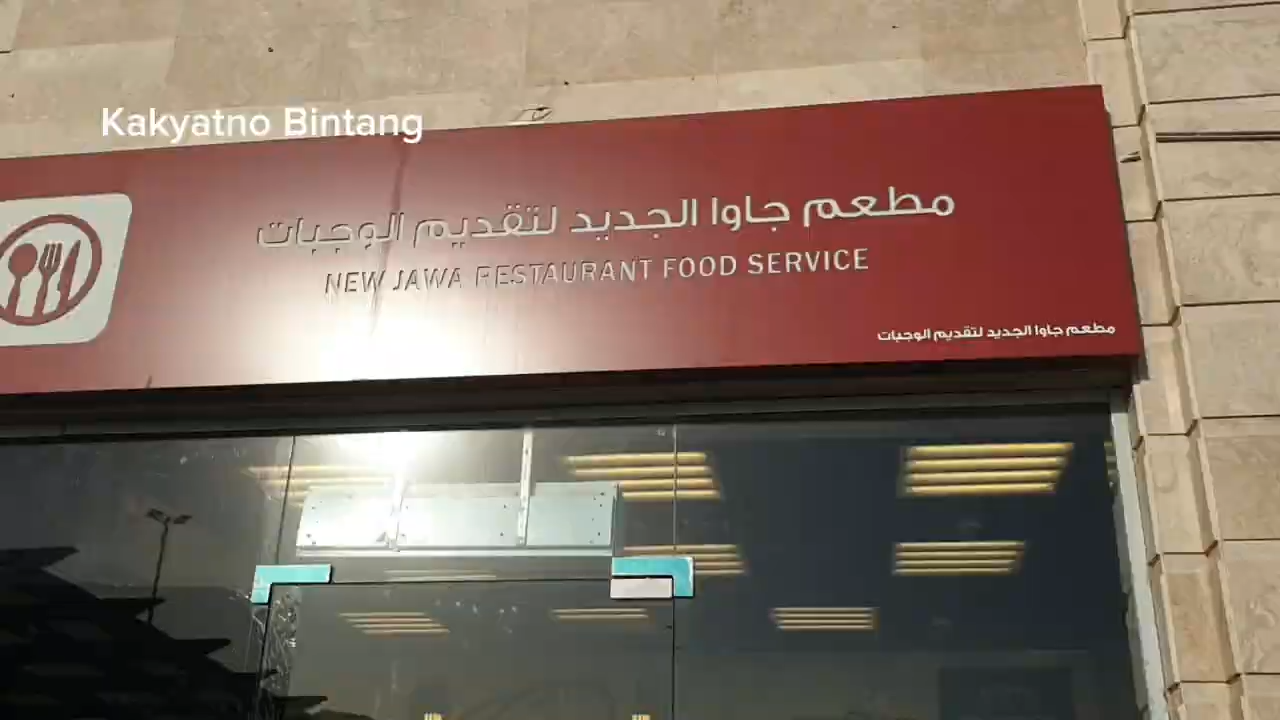 Kakyatno Bintang
مطعم جاوا الجديد لتقديم الوجبات
NEW JAWA RESTAURANT FOOD SERVICE
مطعم جاوا الجديد لتقديم الوجبات